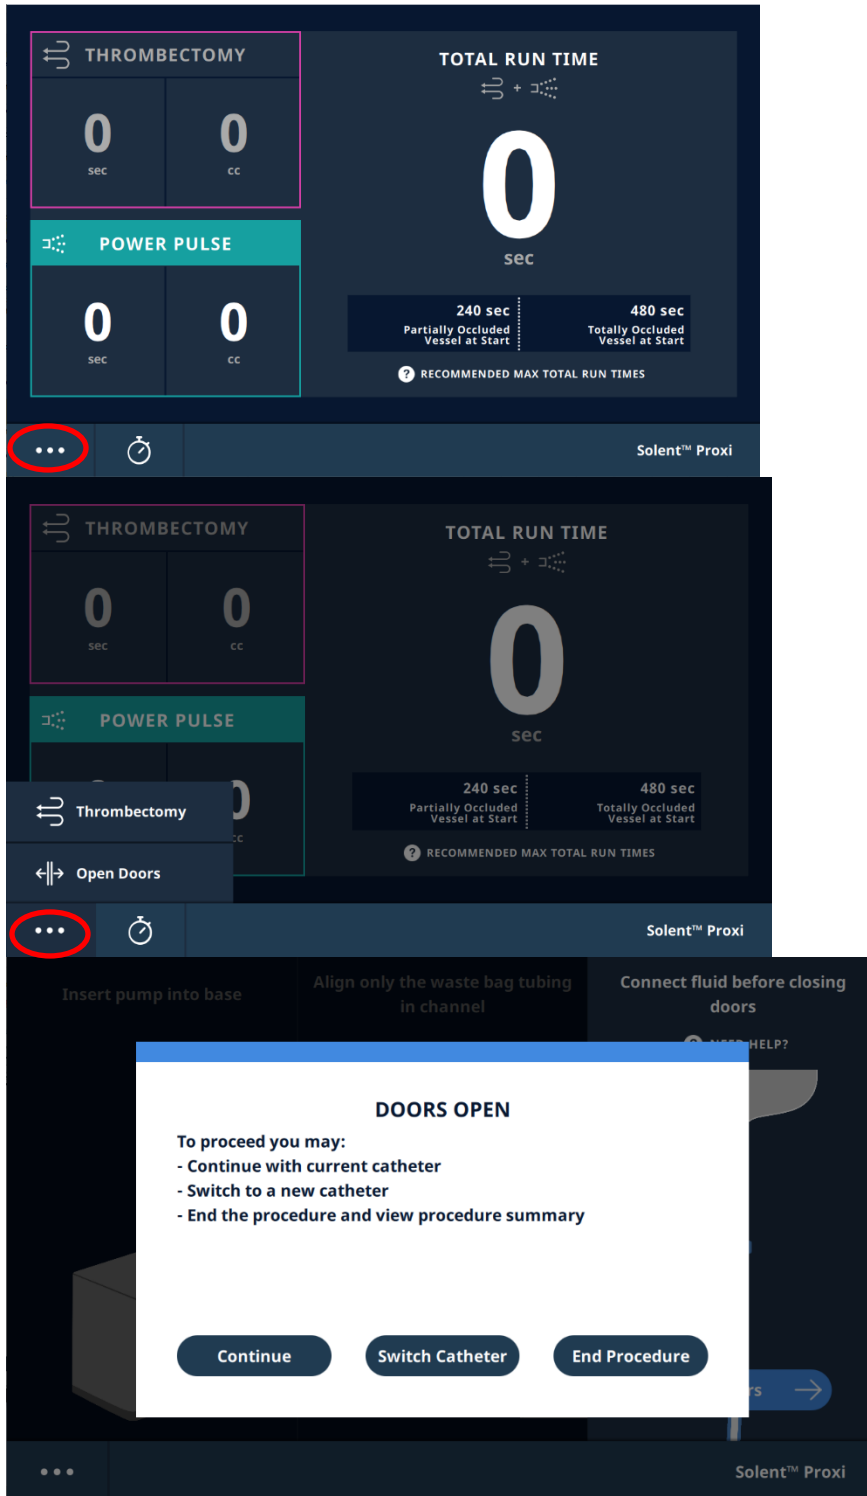 THROMBECTOMY
0
sec
0
cc
POWER PULSE
0
sec
0
cc
TOTAL RUN TIME
+
0
sec
240 sec
Partially Occluded
Vessel at Start
480 sec
Totally Occluded
Vessel at Start
? RECOMMENDED MAX TOTAL RUN TIMES
Solent™ Proxi
THROMBECTOMY
0
sec
0
cc
POWER PULSE
Thrombectomy
Open Doors
TOTAL RUN TIME
+
0
sec
240 sec
Partially Occluded
Vessel at Start
480 sec
Totally Occluded
Vessel at Start
? RECOMMENDED MAX TOTAL RUN TIMES
Solent™ Proxi
Insert pump into base
Align only the waste bag tubing
in channel
Connect fluid before closing
doors
HELP?
DOORS OPEN
To proceed you may:
- Continue with current catheter
- Switch to a new catheter
- End the procedure and view procedure summary
Continue
Switch Catheter
End Procedure
Solent™ Proxi